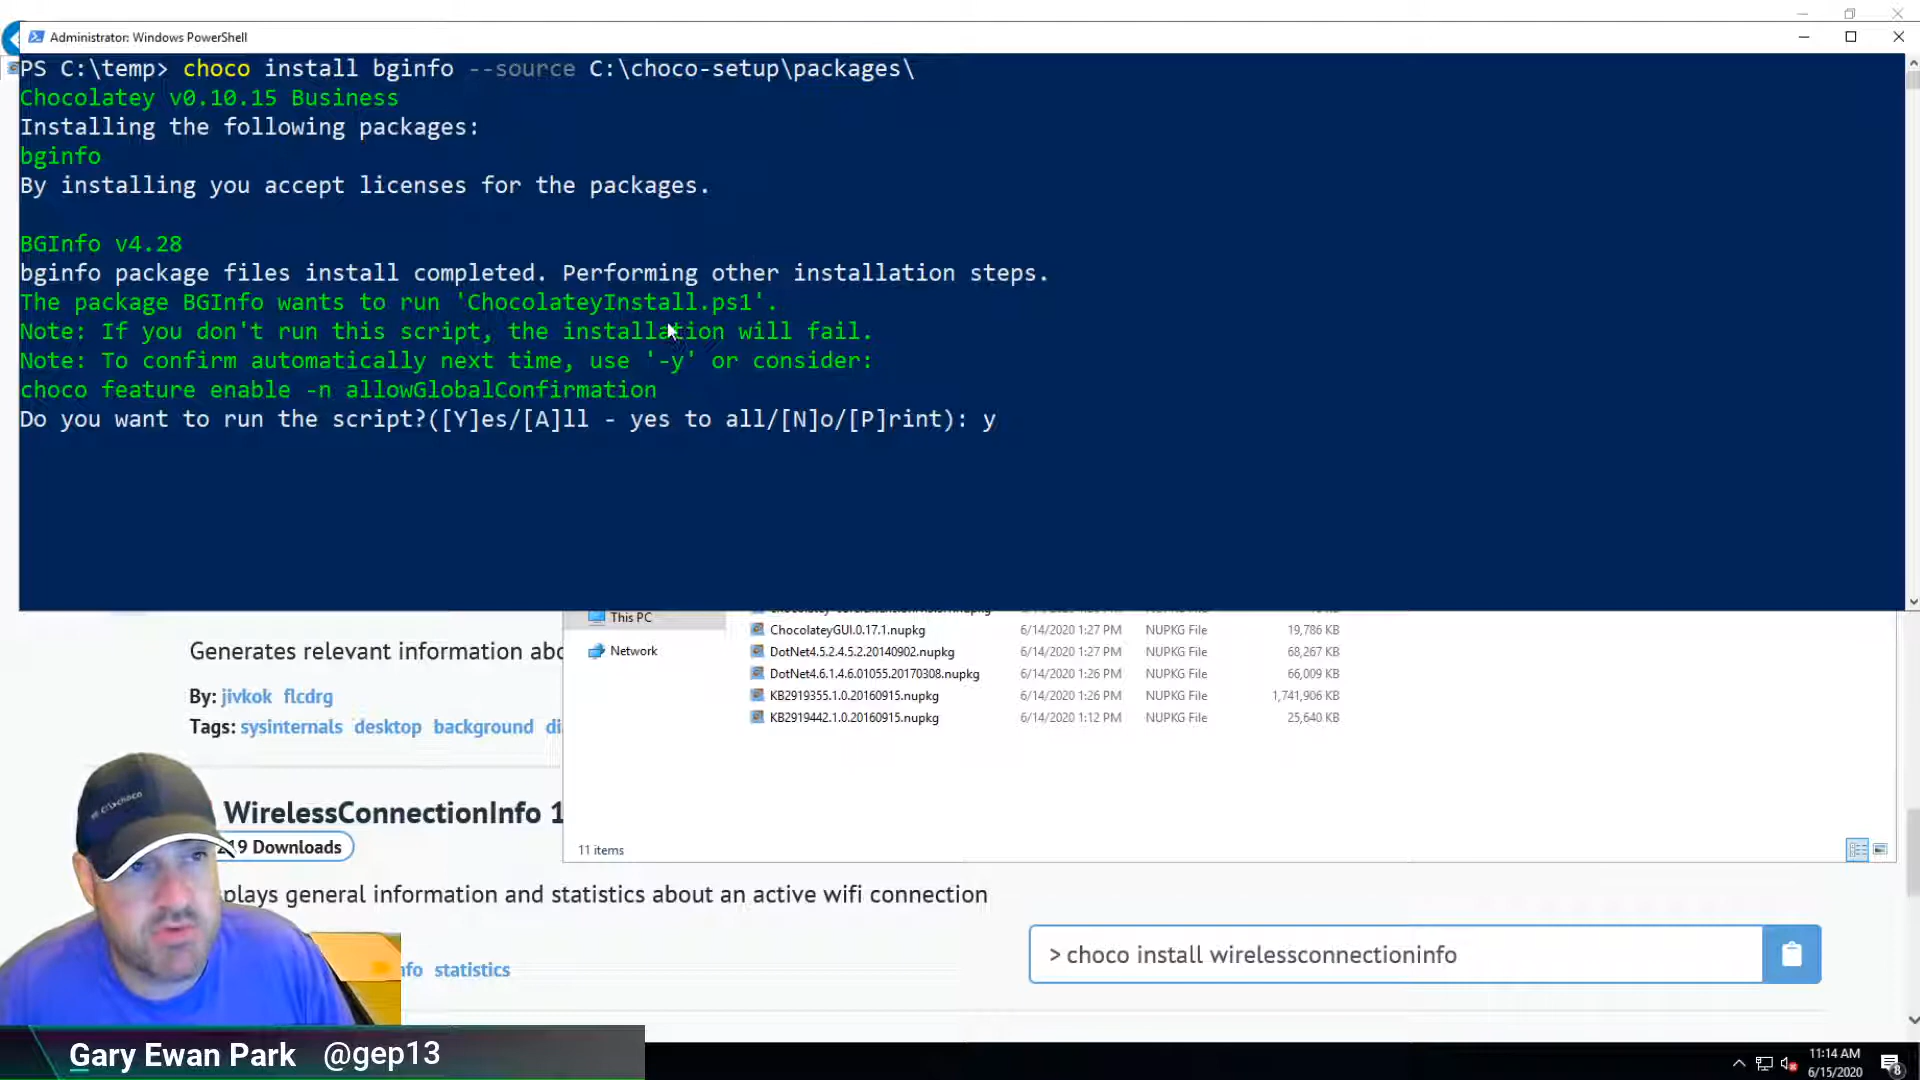 Administrator: Windows PowerShell
PS C:\temp> choco install bginfo --source C:\choco-setup\packages\
Chocolatey v0.10.15 Business
Installing the following packages:
bginfo
By installing you accept licenses for the packages.
BGInfo v4.28
bginfo package files install completed. Performing other installation steps.
The package BGInfo wants to run 'ChocolateyInstall.ps1'.
Note: If you don't run this script, the installation will fail.
Note: To confirm automatically next time, use '-y' or consider:
choco feature enable -n allowGlobalConfirmation
Do you want to run the script?([Y]es/[A]ll - yes to all/[N]o/[P]rint): y
This PC
Network
ChocolateyGUI.0.17.1.nupkg 6/14/2020 1:27 PM NUPKG File 19,786 KB
DotNet4.5.2.4.5.2.20140902.nupkg 6/14/2020 1:27 PM NUPKG File 68,267 KB
DotNet4.6.1.4.6.01055.20170308.nupkg 6/14/2020 1:26 PM NUPKG File 66,009 KB
KB2919355.1.0.20160915.nupkg 6/14/2020 1:26 PM NUPKG File 1,741,906 KB
KB2919442.1.0.20160915.nupkg 6/14/2020 1:12 PM NUPKG File 25,640 KB
11 items
Generates relevant information abo
By: jivkok flcdrg
Tags: sysinternals desktop background di
WirelessConnectionInfo 1
19 Downloads
plays general information and statistics about an active wifi connection
nfo statistics
> choco install wirelessconnectioninfo
Gary Ewan Park @gep13
11:14 AM
6/15/2020
8